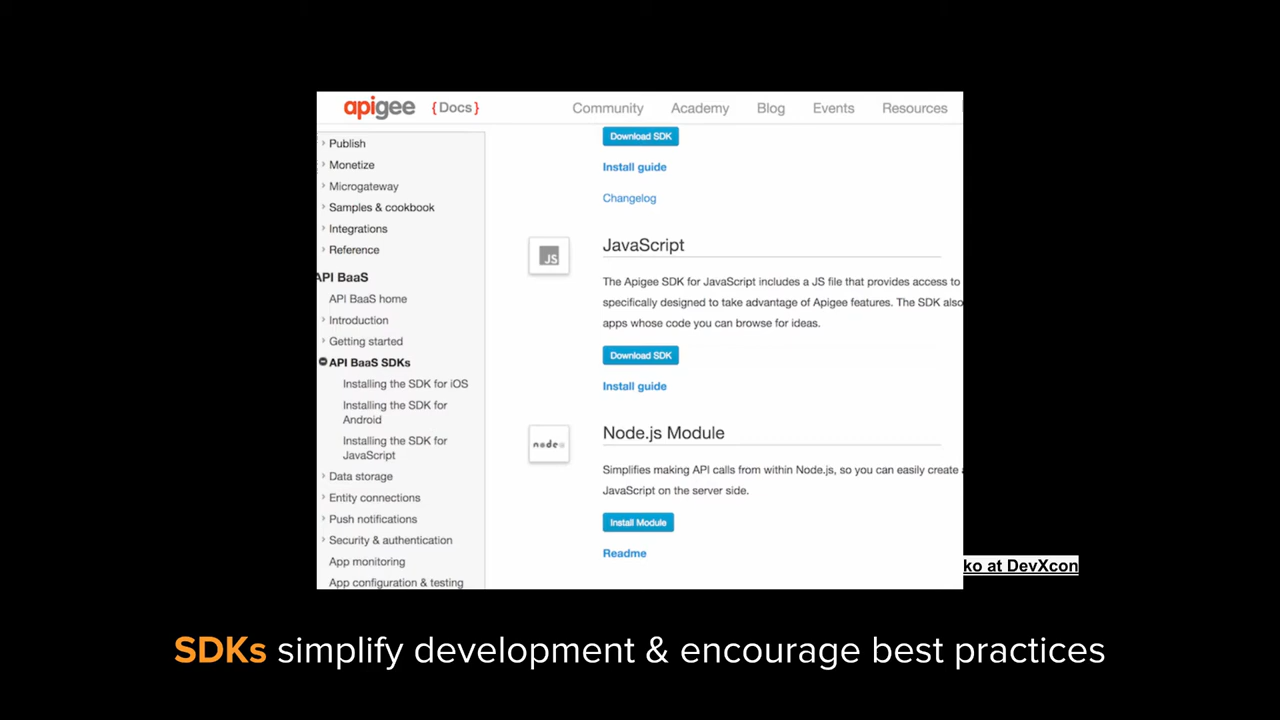 apigee {Docs}
Community Academy Blog Events Resources
Publish
Monetize
Microgateway
Samples & cookbook
Integrations
Reference
API BaaS
API BaaS home
Introduction
Getting started
API BaaS SDKs
Installing the SDK for iOS
Installing the SDK for
Android
Installing the SDK for
JavaScript
Data storage
Entity connections
Push notifications
Security & authentication
App monitoring
App configuration & testing
Download SDK
Install guide
Changelog
JS
JavaScript
The Apigee SDK for JavaScript includes a JS file that provides access to
specifically designed to take advantage of Apigee features. The SDK also
apps whose code you can browse for ideas.
Download SDK
Install guide
node
Node.js Module
Simplifies making API calls from within Node.js, so you can easily create a
JavaScript on the server side.
Install Module
Readme
ko at DevXcon
SDKs simplify development & encourage best practices